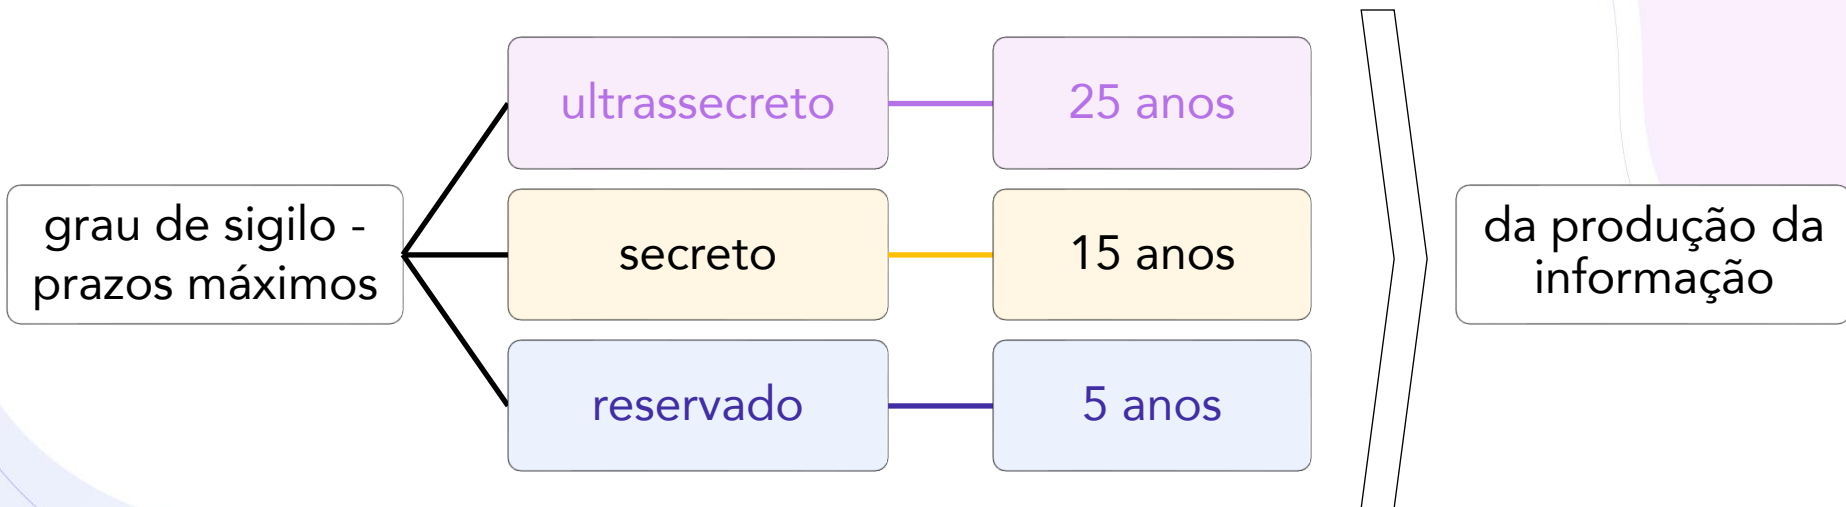 grau de sigilo -
prazos máximos
ultrassecreto
25 anos
secreto
15 anos
reservado
5 anos
da produção da
informação